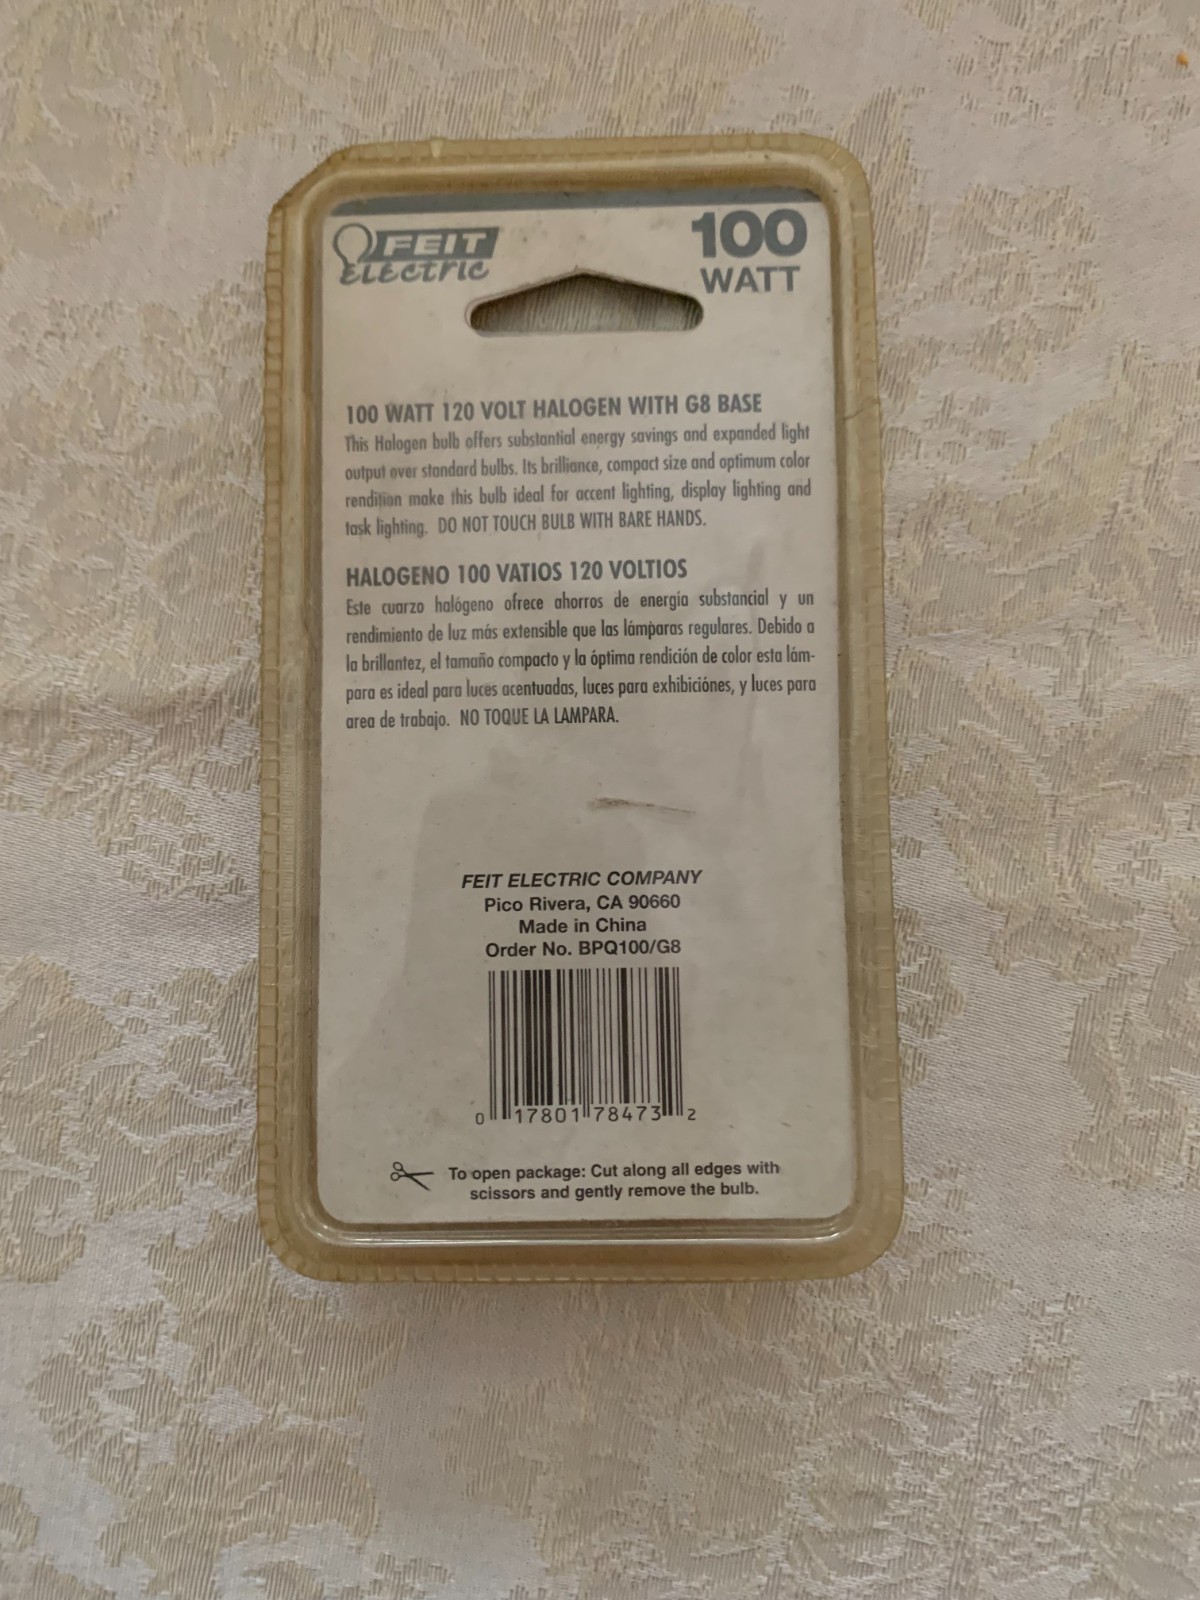 FEIT
Electric
100
WATT
100 WATT 120 VOLT HALOGEN WITH G8 BASE
This Halogen bulb offers substantial energy savings and expanded light
output over standard bulbs. Its brilliance, compact size and optimum color
rendition make this bulb ideal for accent lighting, display lighting and
task lighting. DO NOT TOUCH BULB WITH BARE HANDS.
HALOGENO 100 VATIOS 120 VOLTIOS
Este cuarzo halógeno ofrece ahorros de energía substancial y un
rendimiento de luz más extensible que las lámparas regulares. Debido a
la brillantez, el tamaño compacto y la óptima rendición de color esta lám-
para es ideal para luces acentuadas, luces para exhibiciónes, y luces para
area de trabajo. NO TOQUE LA LAMPARA.
FEIT ELECTRIC COMPANY
Pico Rivera, CA 90660
Made in China
Order No. BPQ100/G8
0 17801 78473 2
To open package: Cut along all edges with
scissors and gently remove the bulb.